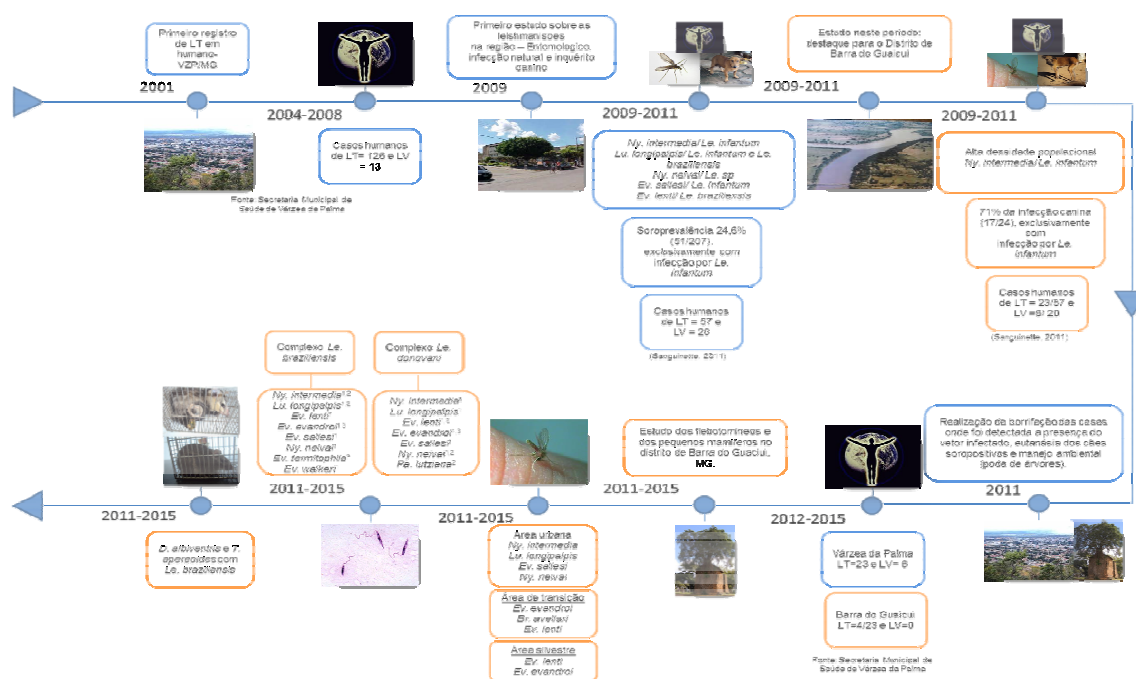 Primeiro registro
de LT em
humano-
VZP/MG
2001
2004-2008
Casos humanos
de LT= 126 e LV
= 13
Fonte: Secretaria Municipal de
Saúde de Várzea da Palma
Primeiro estudo sobre as
leishmanioses
na região – Entomológico,
infecção natural e inquérito
canino
2009
2009-2011
Ny. intermedia/ Le. infantum
Lu. longipalpis/ Le. infantum e Le.
braziliensis
Ny. neivai/ Le. sp
Ev. sallesi/ Le. infantum
Ev. lenti/ Le. braziliensis
Soroprevalência 24,6%
(51/207),
exclusivamente com
infecção por Le.
infantum
Casos humanos
de LT = 57 e
LV = 20
(Sanguinette, 2011)
Estudo neste período:
destaque para o Distrito de
Barra do Guaicuí
2009-2011
2009-2011
Alta densidade populacional
Ny. intermedia/ Le. infantum
71% de infecção canina
(17/24), exclusivamente
com
infecção por Le.
infantum
Casos humanos
de LT = 23/57 e
LV =8/ 20
(Sanguinette, 2011)
Realização de borrifação das casas
onde foi detectada a presença do
vetor infectado, eutanásia dos cães
soropositivos e manejo ambiental
(poda de árvores).
2011
2012-2015
Várzea da Palma
LT=23 e LV= 6
Barra do Guaicuí
LT=4/23 e LV=0
Fonte: Secretaria Municipal de
Saúde de Várzea da Palma
Estudo dos flebotomíneos e
dos pequenos mamíferos no
distrito de Barra do Guaicuí,
MG.
2011-2015
2011-2015
Área urbana
Ny. intermedia
Lu. longipalpis
Ev. sallesi
Ny. neivai
Área de transição
Ev. evandroi
Br. avellari
Ev. lenti
Área silvestre
Ev. lenti
Ev. evandroi
Complexo Le.
donovani
Ny. intermedia
Lu. longipalpis
Ev. lenti
Ev. evandroi
Ev. sallesi
Ny. neivai
Pa. lutziana
Complexo Le.
braziliensis
Ny. intermedia
Lu. longipalpis
Ev. lenti
Ev. evandroi
Ev. sallesi
Ny. neivai
Ev. termitophila
Ev. walkeri
2011-2015
2011-2015
D. albiventris e T.
apereoides com
Le. braziliensis